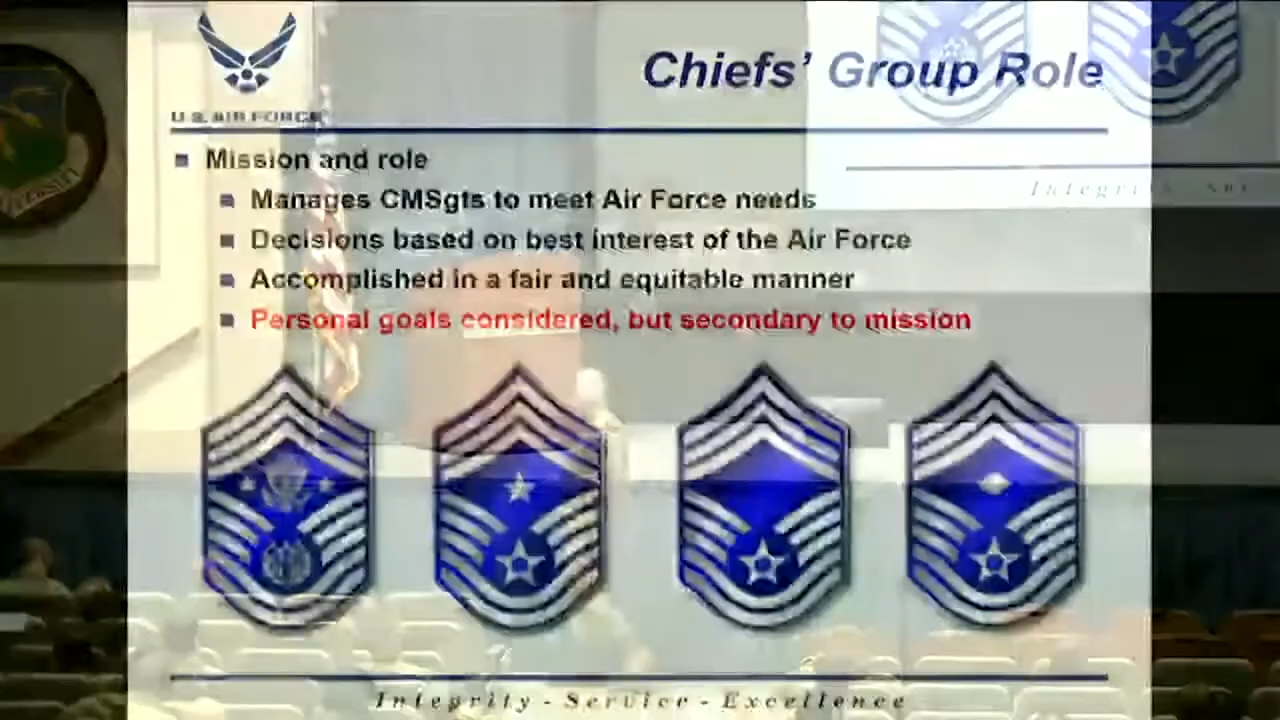 Chiefs' Group Role
U.S. AIR FORCE
Mission and role
Manages CMSgts to meet Air Force needs
Decisions based on best interest of the Air Force
Accomplished in a fair and equitable manner
Personal goals considered, but secondary to mission
Integrity - Service - Excellence
Integrity